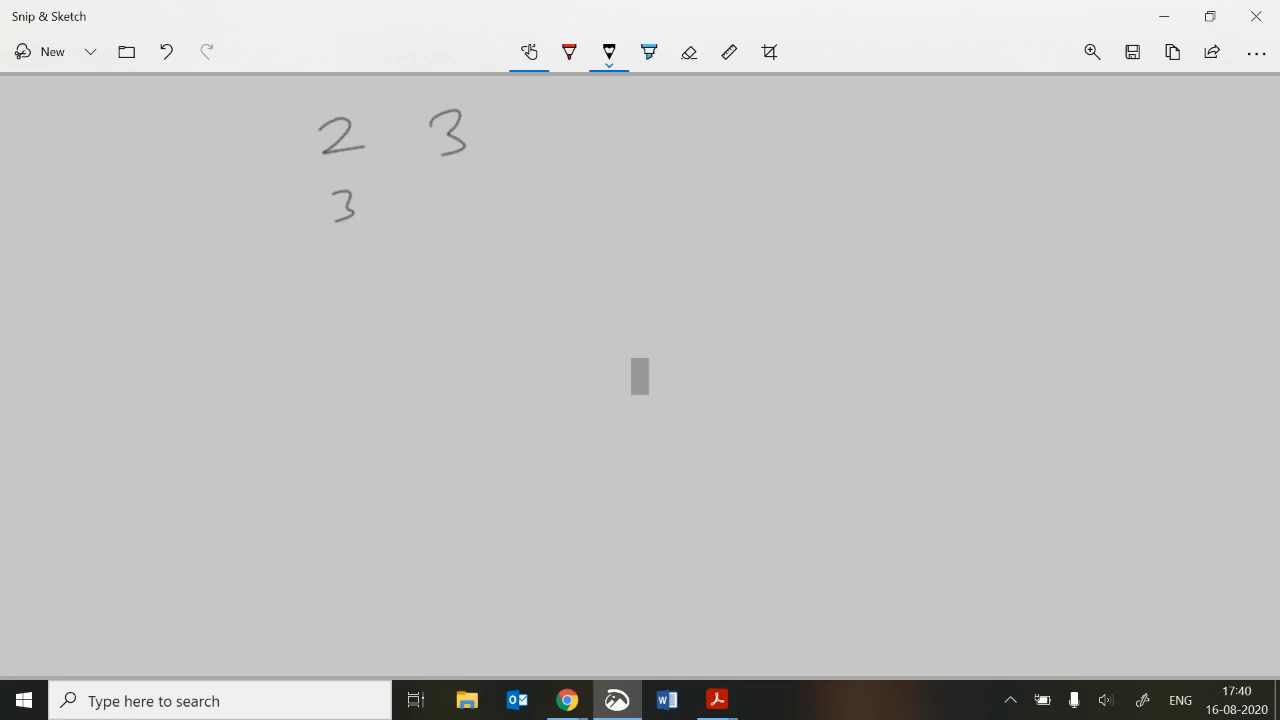 Snip & Sketch
New
2 3
3
Type here to search
ENG
17:40
16-08-2020